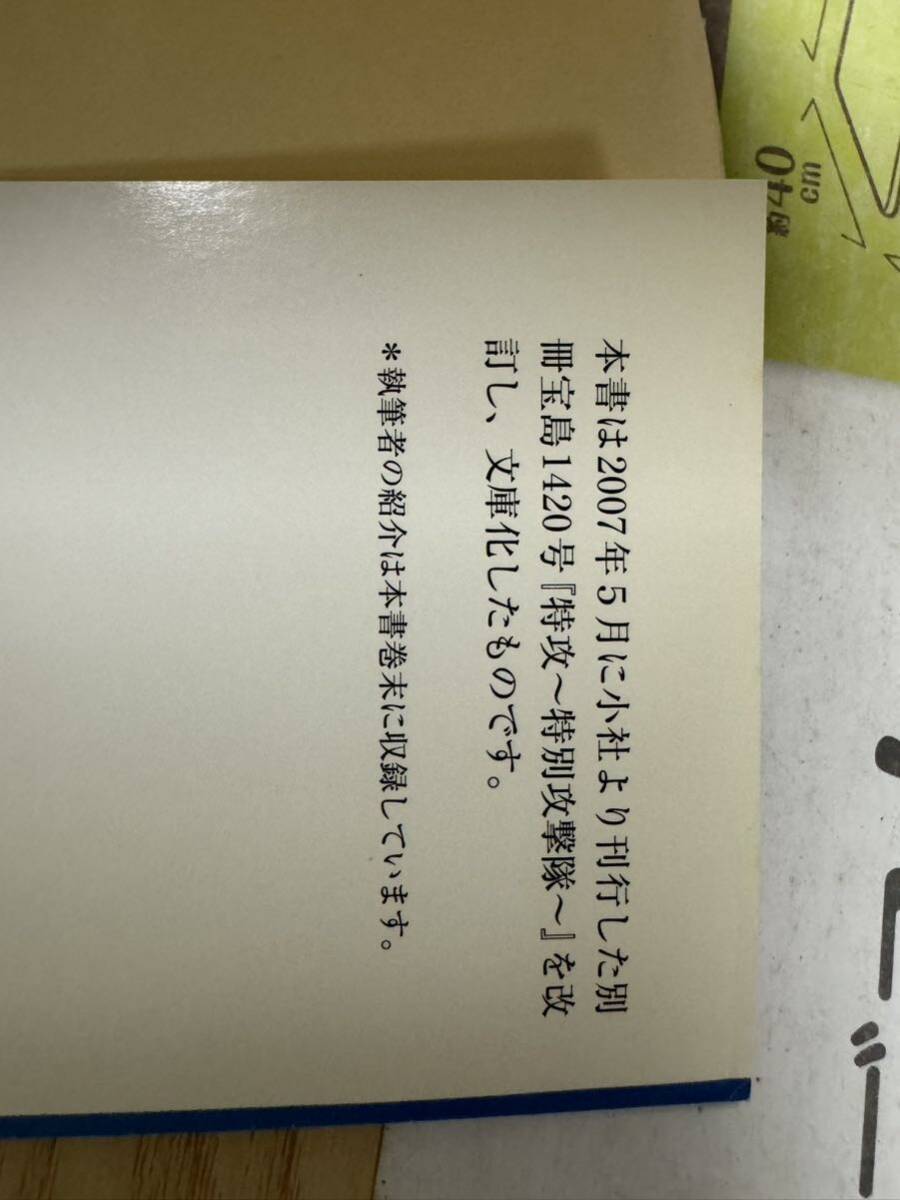 本書は2007年5月に小社より刊行した別
冊宝島1420号『特攻～特別攻撃隊～』を改
訂し、文庫化したものです。
＊執筆者の紹介は本書巻末に収録しています。
40
cm